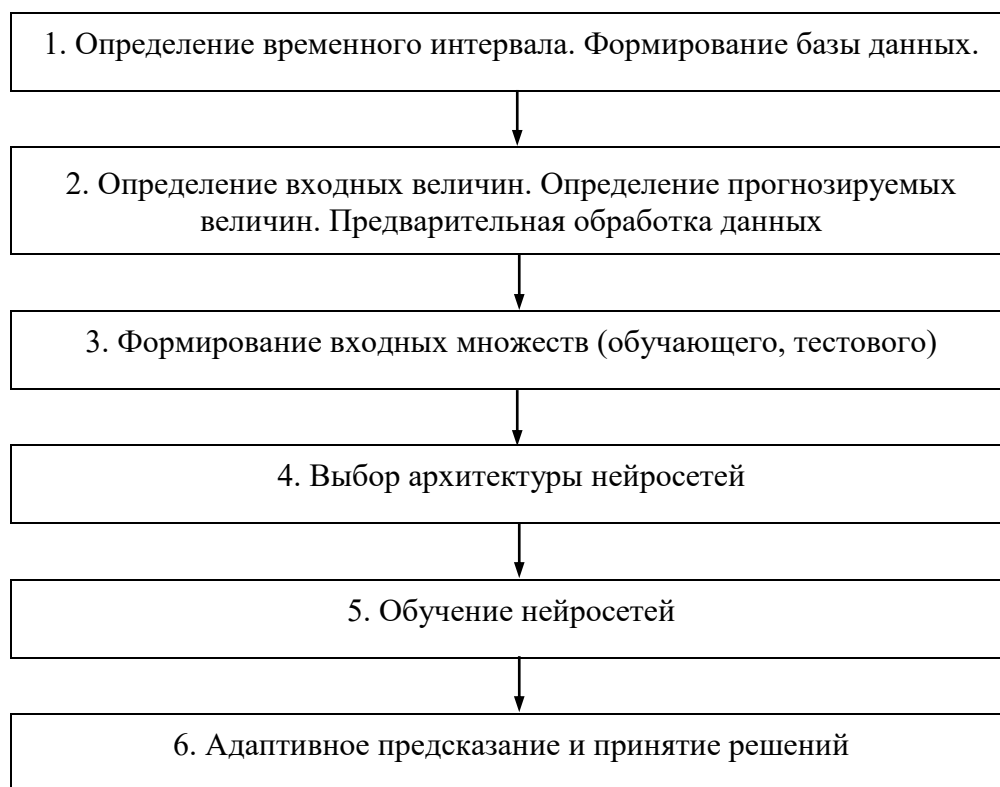 1. Определение временного интервала. Формирование базы данных.
2. Определение входных величин. Определение прогнозируемых
величин. Предварительная обработка данных
3. Формирование входных множеств (обучающего, тестового)
4. Выбор архитектуры нейросетей
5. Обучение нейросетей
6. Адаптивное предсказание и принятие решений